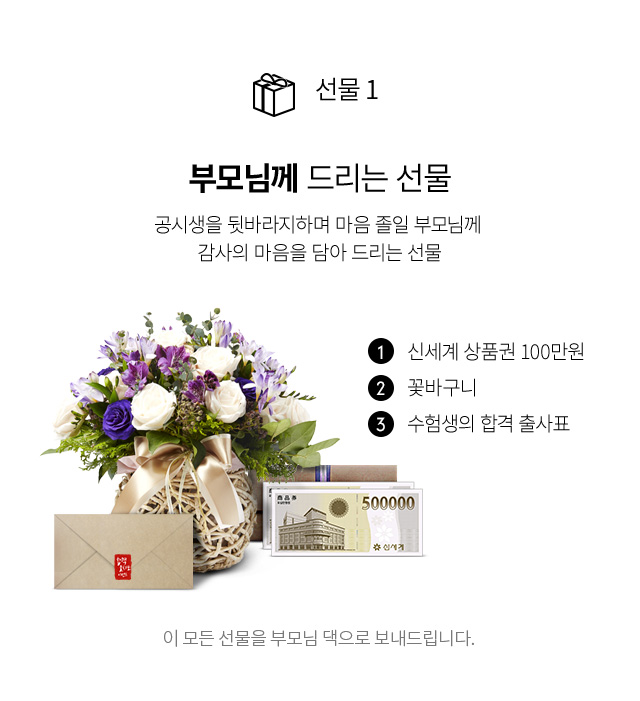 선물 1
부모님께 드리는 선물
공시생을 뒷바라지하며 마음 졸일 부모님께
감사의 마음을 담아 드리는 선물
1 신세계 상품권 100만원
2 꽃바구니
3 수험생의 합격 출사표
商品券
500000
신세계
이 모든 선물을 부모님 댁으로 보내드립니다.